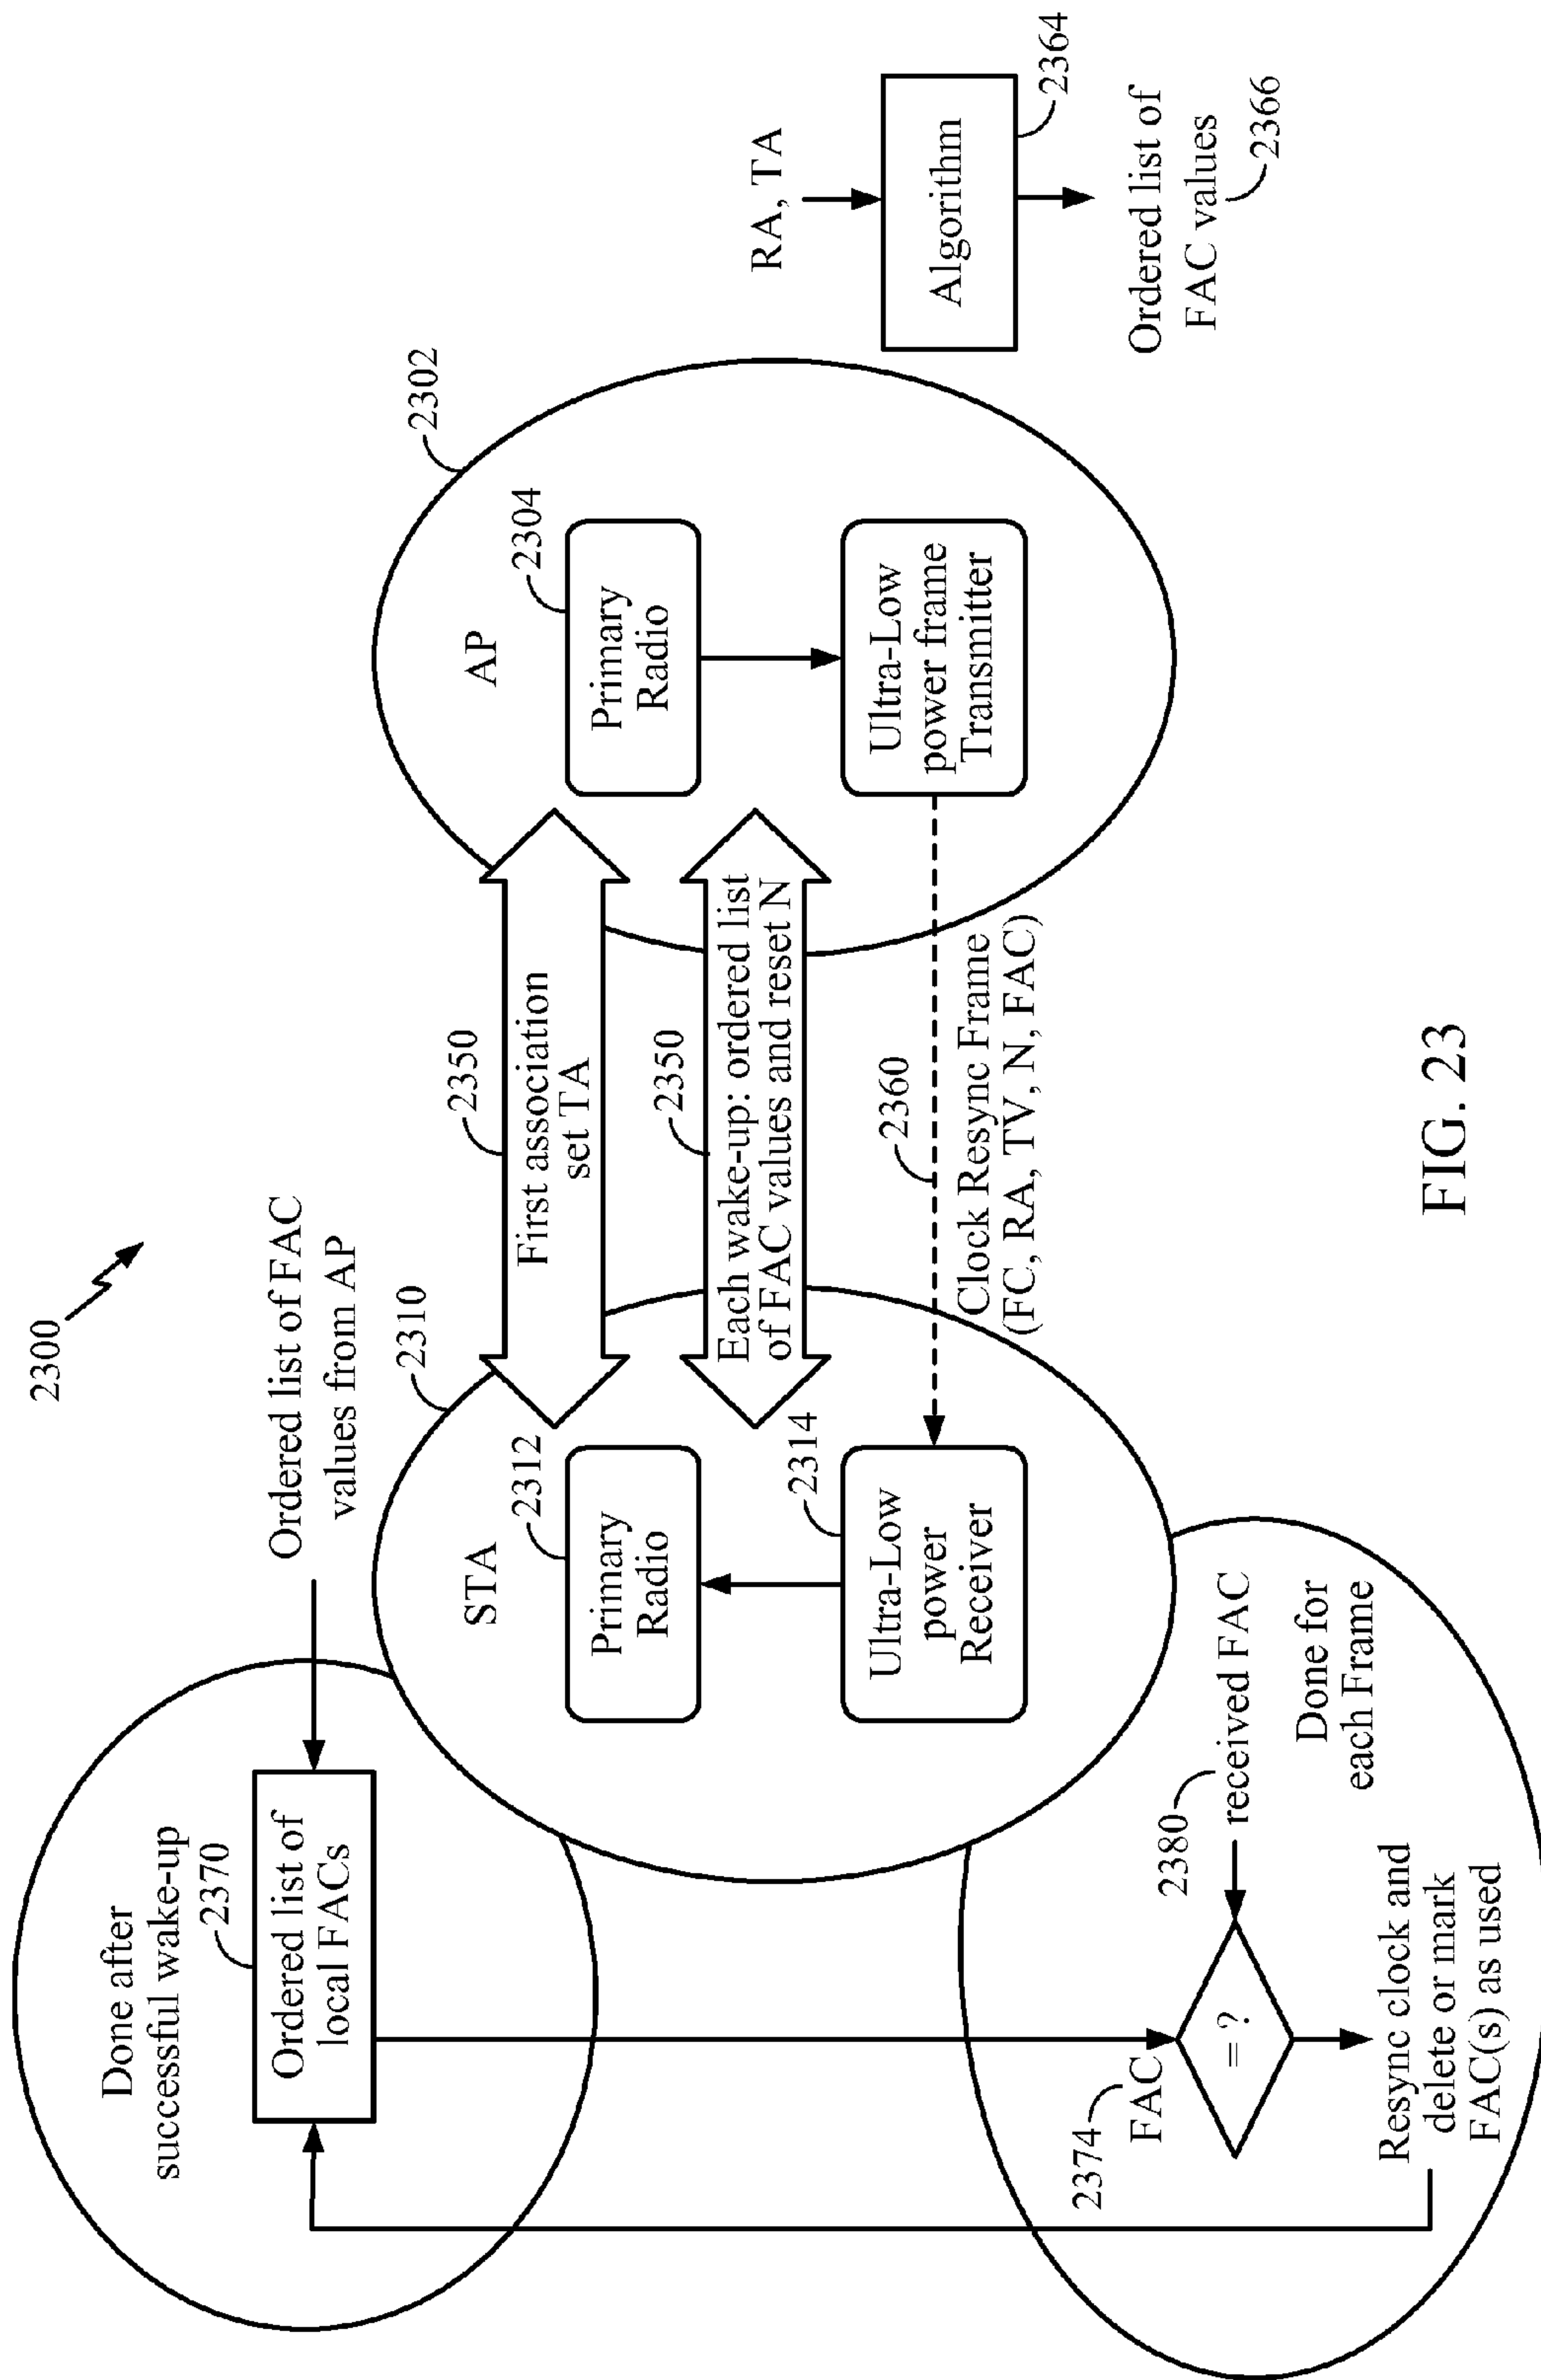 2300
Done after
successful wake-up
2370
Ordered list of
local FACs
Ordered list of FAC
values from AP
2310
STA
2312
Primary
Radio
2314
Ultra-Low
power
Receiver
2350
First association
set TA
2350
Each wake-up: ordered list
of FAC values and reset N
2360
Clock Resync Frame
(FC, RA, TV, N, FAC)
2302
AP
2304
Primary
Radio
Ultra-Low
power frame
Transmitter
RA, TA
Algorithm
2364
Ordered list of
FAC values
2366
2374
FAC
= ?
2380
received FAC
Done for
each Frame
Resync clock and
delete or mark
FAC(s) as used
FIG. 23